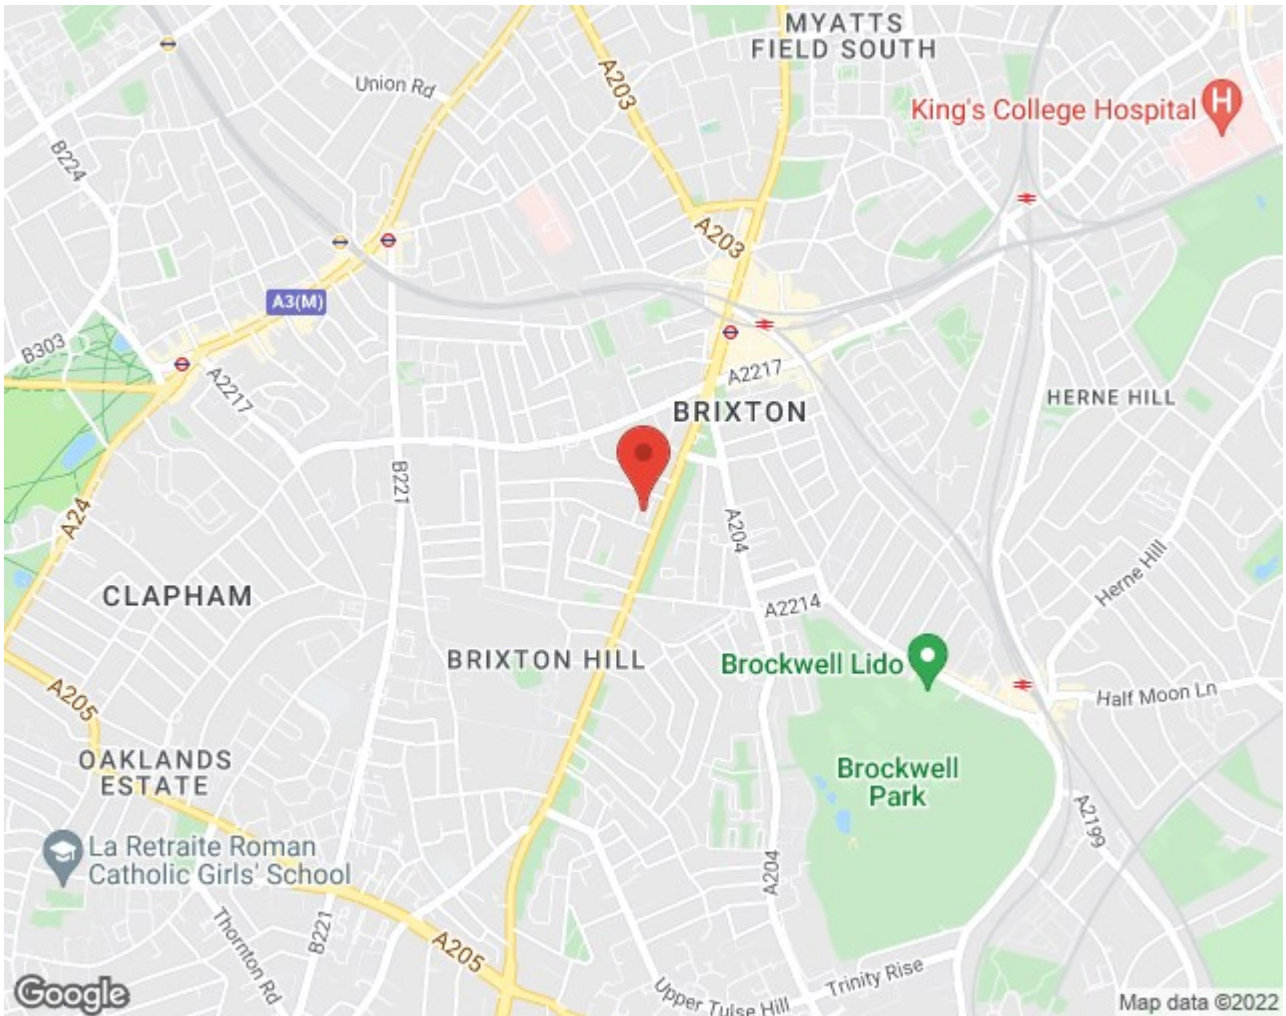 MYATTS
FIELD SOUTH
A203
Union Rd
King's College Hospital
H
B224
A203
A3(M)
B303
A2217
A2217
HERNE HILL
BRIXTON
B221
A24
A204
Herne Hill
CLAPHAM
A2214
BRIXTON HILL
Brockwell Lido
A205
Half Moon Ln
OAKLANDS
ESTATE
Brockwell
Park
A2199
La Retraite Roman
Catholic Girls' School
A204
B221
Thornton Rd
A205
Trinity Rise
Upper Tulse Hill
Google
Map data ©2022